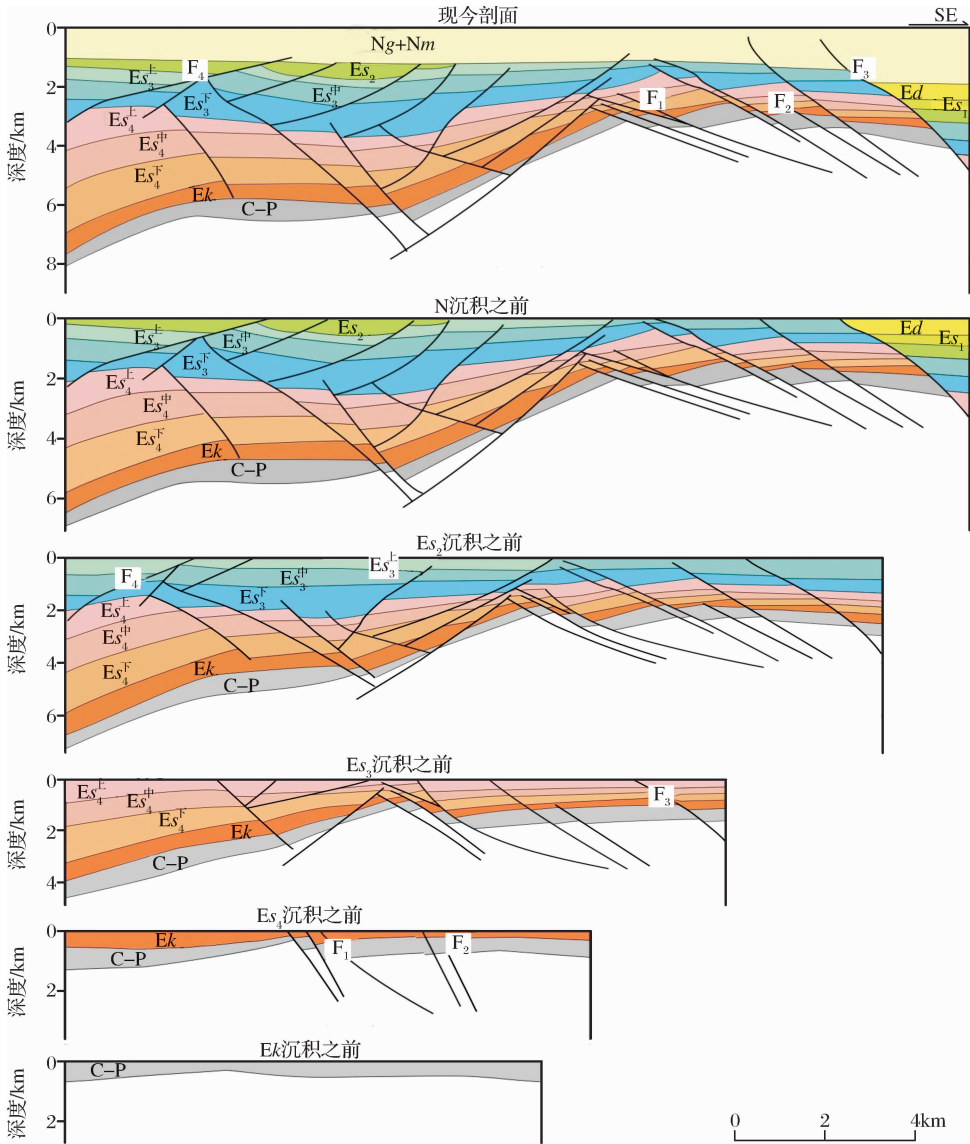 现今剖面
SE
0
2
4
6
8
深度/km
Ng+Nm
Es₃上
F₄
Es₂
Es₃中
Es₃下
Es₄上
Es₄中
Es₄下
Ek
C-P
F₁
F₂
F₃
Ed
Es₁
N沉积之前
0
2
4
6
深度/km
Es₃上
Es₃中
Es₂
Es₃下
Es₄上
Es₄中
Es₄下
Ek
C-P
Ed
Es₁
Es₂沉积之前
0
2
4
6
深度/km
F₄
Es₃上
Es₃中
Es₃下
Es₄上
Es₄中
Es₄下
Ek
C-P
Es₃沉积之前
0
2
4
深度/km
Es₄上
Es₄中
Es₄下
Ek
C-P
F₃
Es₄沉积之前
0
2
深度/km
Ek
C-P
F₁
F₂
Ek沉积之前
0
2
深度/km
C-P
0 2 4km